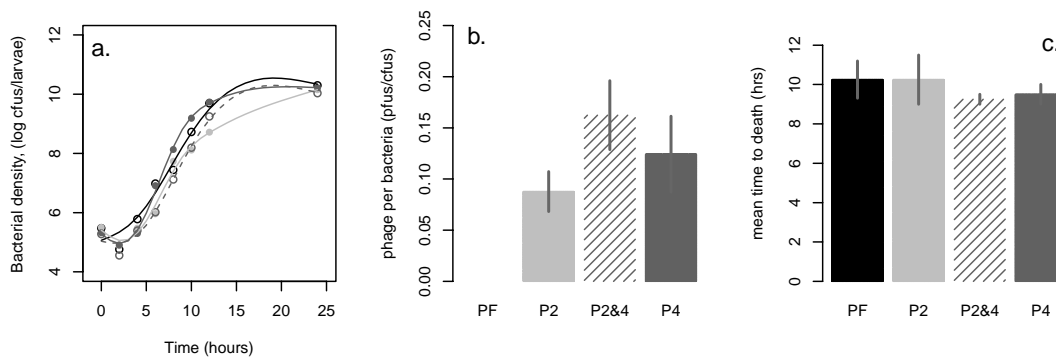 a.
Bacterial density, (log cfus/larvae)
12
10
8
6
4
0 5 10 15 20 25
Time (hours)
b.
phage per bacteria (pfus/cfus)
0.25
0.20
0.15
0.10
0.05
0.00
PF P2 P2&4 P4
c.
mean time to death (hrs)
12
10
8
6
4
2
0
PF P2 P2&4 P4